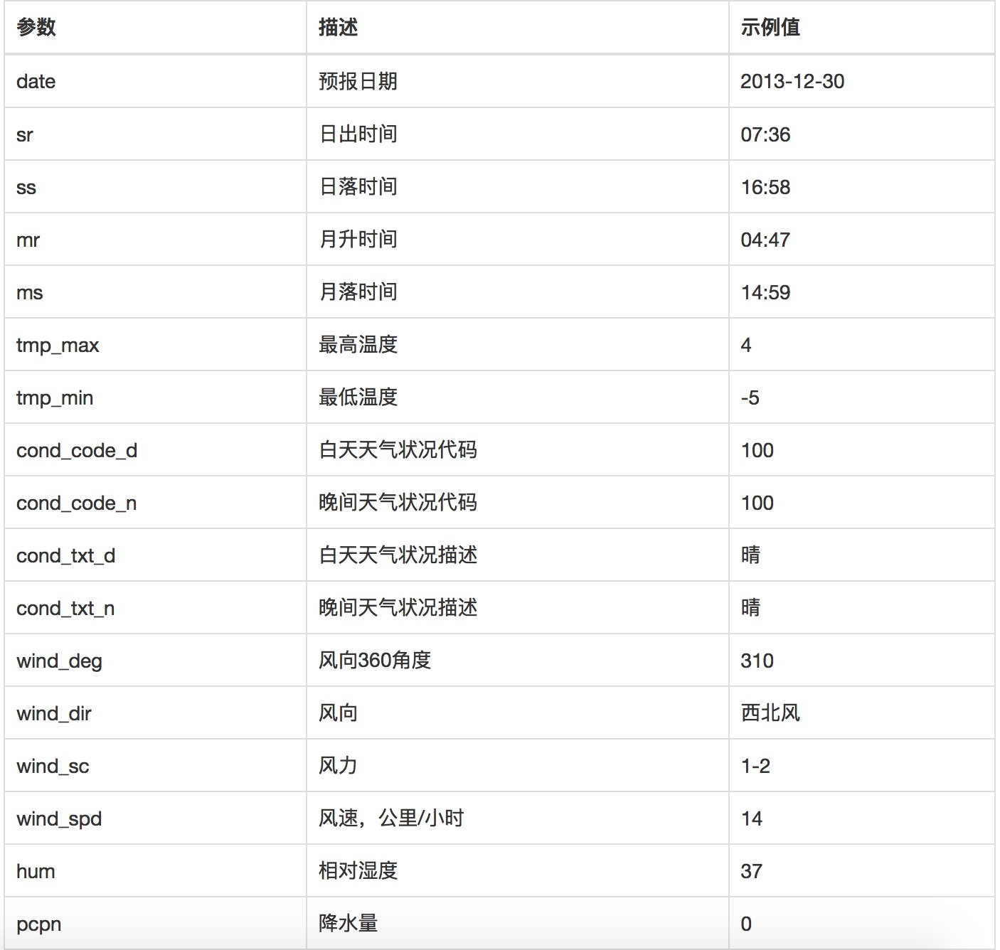 参数 描述 示例值
date 预报日期 2013-12-30
sr 日出时间 07:36
ss 日落时间 16:58
mr 月升时间 04:47
ms 月落时间 14:59
tmp_max 最高温度 4
tmp_min 最低温度 -5
cond_code_d 白天天气状况代码 100
cond_code_n 晚间天气状况代码 100
cond_txt_d 白天天气状况描述 晴
cond_txt_n 晚间天气状况描述 晴
wind_deg 风向360角度 310
wind_dir 风向 西北风
wind_sc 风力 1-2
wind_spd 风速，公里/小时 14
hum 相对湿度 37
pcpn 降水量 0